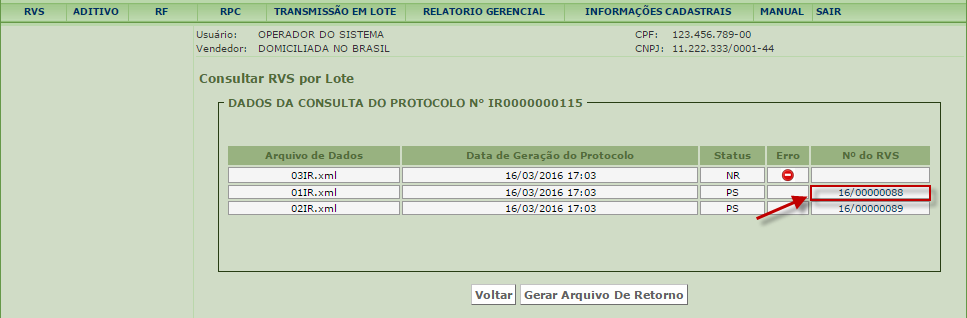 RVS ADITIVO RF RPC TRANSMISSÃO EM LOTE RELATORIO GERENCIAL INFORMAÇÕES CADASTRAIS MANUAL SAIR
Usuário: OPERADOR DO SISTEMA CPF: 123.456.789-00
Vendedor: DOMICILIADA NO BRASIL CNPJ: 11.222.333/0001-44
Consultar RVS por Lote
DADOS DA CONSULTA DO PROTOCOLO N° IR0000000115
Arquivo de Dados Data de Geração do Protocolo Status Erro Nº do RVS
03IR.xml 16/03/2016 17:03 NR
01IR.xml 16/03/2016 17:03 PS 16/00000088
02IR.xml 16/03/2016 17:03 PS 16/00000089
Voltar Gerar Arquivo De Retorno